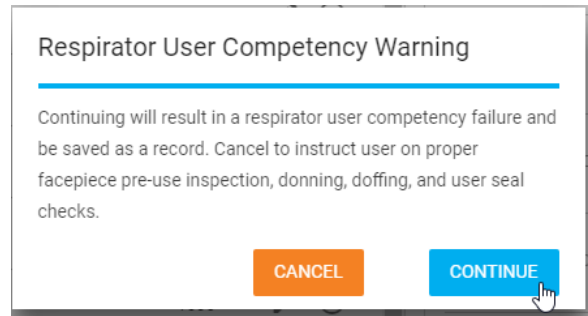 Respirator User Competency Warning
Continuing will result in a respirator user competency failure and
be saved as a record. Cancel to instruct user on proper
facepiece pre-use inspection, donning, doffing, and user seal
checks.
CANCEL CONTINUE